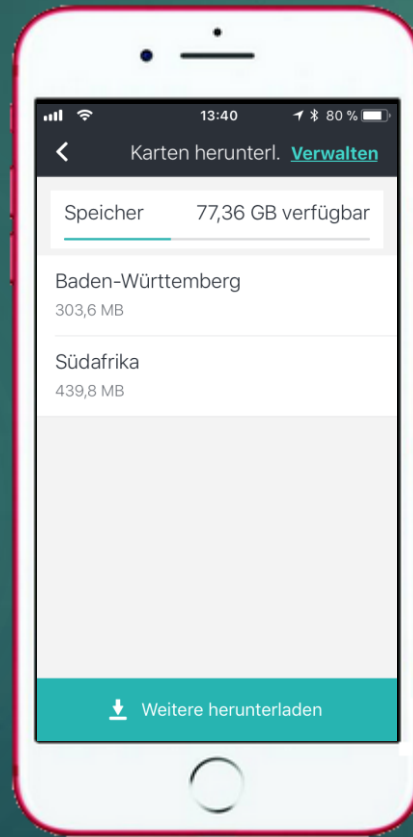 13:40 80 %
Karten herunterl. Verwalten
Speicher 77,36 GB verfügbar
Baden-Württemberg
303,6 MB
Südafrika
439,8 MB
Weitere herunterladen